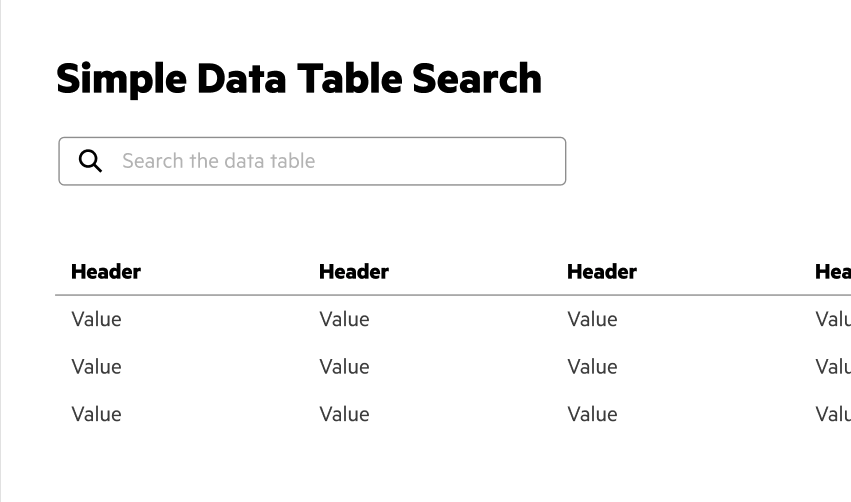 Simple Data Table Search
Search the data table
Header Header Header Hea
Value Value Value Valu
Value Value Value Valu
Value Value Value Valu